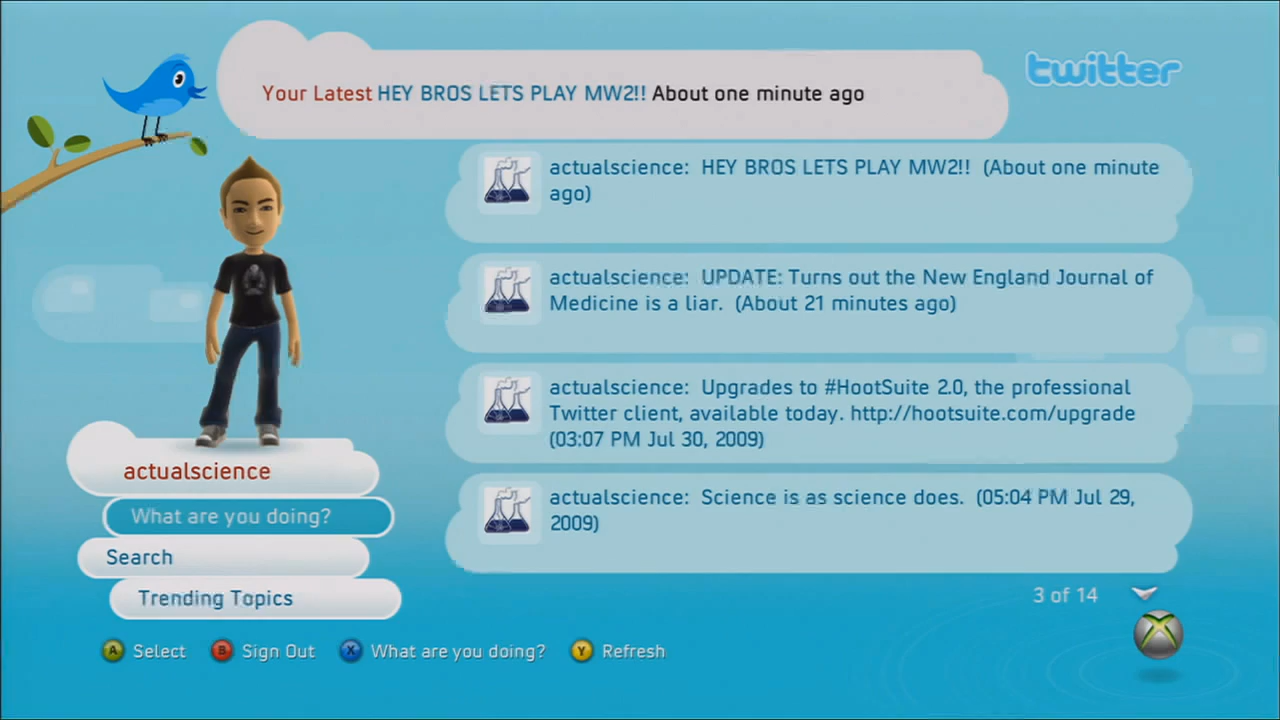 twitter
Your Latest HEY BROS LETS PLAY MW2!! About one minute ago
actualscience: HEY BROS LETS PLAY MW2!! (About one minute
ago)
actualscience: UPDATE: Turns out the New England Journal of
Medicine is a liar. (About 21 minutes ago)
actualscience: Upgrades to #HootSuite 2.0, the professional
Twitter client, available today. http://hootsuite.com/upgrade
(03:07 PM Jul 30, 2009)
actualscience: Science is as science does. (05:04 PM Jul 29,
2009)
actualscience
What are you doing?
Search
Trending Topics
3 of 14
A Select B Sign Out X What are you doing? Y Refresh